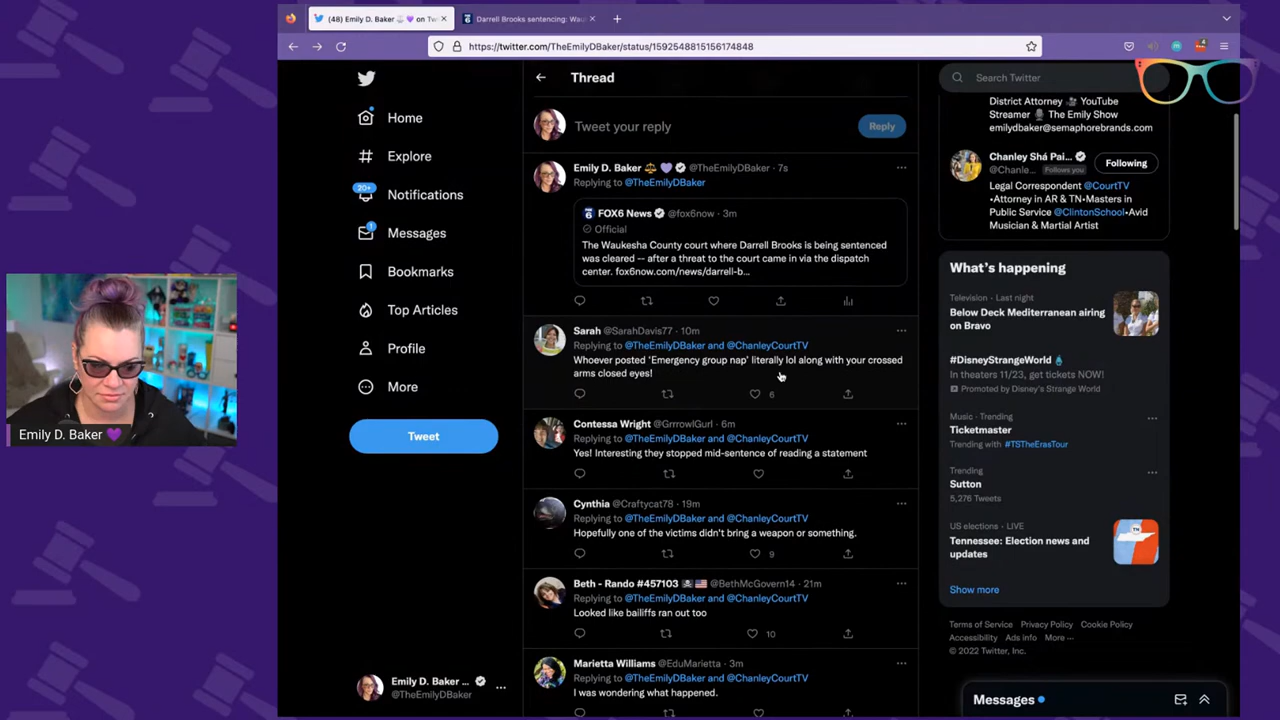 (48) Emily D. Baker ⚖️💜 on Tw
Darrell Brooks sentencing: Wau
https://twitter.com/TheEmilyDBaker/status/1592548815156174848
Thread
Search Twitter
Home
Explore
20+
Notifications
1
Messages
Bookmarks
Top Articles
Profile
More
Tweet
Tweet your reply
Reply
Emily D. Baker ⚖️ 💜 @TheEmilyDBaker · 7s
Replying to @TheEmilyDBaker
FOX6 News @fox6now · 3m
Official
The Waukesha County court where Darrell Brooks is being sentenced
was cleared -- after a threat to the court came in via the dispatch
center. fox6now.com/news/darrell-b...
Sarah @SarahDavis77 · 10m
Replying to @TheEmilyDBaker and @ChanleyCourtTV
Whoever posted 'Emergency group nap' literally lol along with your crossed
arms closed eyes!
6
Contessa Wright @GrrrowlGurl · 6m
Replying to @TheEmilyDBaker and @ChanleyCourtTV
Yes! Interesting they stopped mid-sentence of reading a statement
Cynthia @Craftycat78 · 19m
Replying to @TheEmilyDBaker and @ChanleyCourtTV
Hopefully one of the victims didn't bring a weapon or something.
9
Beth - Rando #457103 🏴‍☠️🇺🇸 @BethMcGovern14 · 21m
Replying to @TheEmilyDBaker and @ChanleyCourtTV
Looked like bailiffs ran out too
10
Marietta Williams @EduMarietta · 3m
Replying to @TheEmilyDBaker and @ChanleyCourtTV
I was wondering what happened.
District Attorney 🎥 YouTube
Streamer 🎙️ The Emily Show
emilydbaker@semaphorebrands.com
Chanley Shá Pai...
@Chanle... Follows you
Following
Legal Correspondent @CourtTV
•Attorney in AR & TN•Masters in
Public Service @ClintonSchool•Avid
Musician & Martial Artist
What's happening
Television · Last night
Below Deck Mediterranean airing
on Bravo
#DisneyStrangeWorld
In theaters 11/23, get tickets NOW!
Promoted by Disney's Strange World
Music · Trending
Ticketmaster
Trending with #TSTheErasTour
Trending
Sutton
5,276 Tweets
US elections · LIVE
Tennessee: Election news and
updates
Show more
Terms of Service Privacy Policy Cookie Policy
Accessibility Ads info More ···
© 2022 Twitter, Inc.
Messages
Emily D. Baker ...
@TheEmilyDBaker
Emily D. Baker 💜